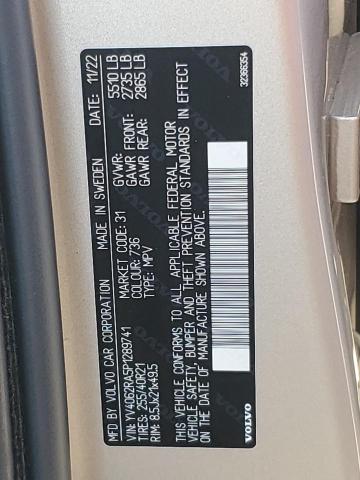 MFD BY VOLVO CAR CORPORATION, MADE IN SWEDEN DATE: 11/22
VIN: YV4062RA5P1289741 MARKET CODE: 31 GVWR: 5510 LB
TIRES: 255/40R21 COLOUR: 736 GAWR FRONT: 2735 LB
RIM: 8.5Jx21x49.5 TYPE: MPV GAWR REAR: 2865 LB
THIS VEHICLE CONFORMS TO ALL APPLICABLE FEDERAL MOTOR
VEHICLE SAFETY, BUMPER AND THEFT PREVENTION STANDARDS IN EFFECT
ON THE DATE OF MANUFACTURE SHOWN ABOVE.
VOLVO 32366354